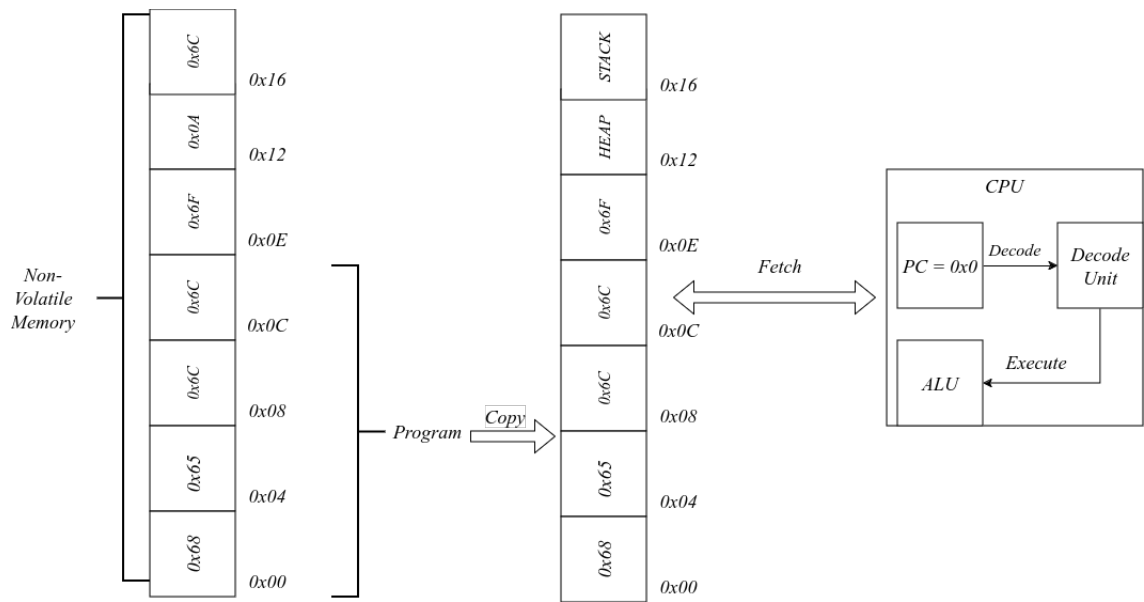 Non-
Volatile
Memory
0x6C
0x16
0x0A
0x12
0x6F
0x0E
0x6C
0x0C
0x6C
0x08
0x65
0x04
0x68
0x00
Program
Copy
STACK
0x16
HEAP
0x12
0x6F
0x0E
0x6C
0x0C
0x6C
0x08
0x65
0x04
0x68
0x00
Fetch
CPU
PC = 0x0
Decode
Decode
Unit
Execute
ALU